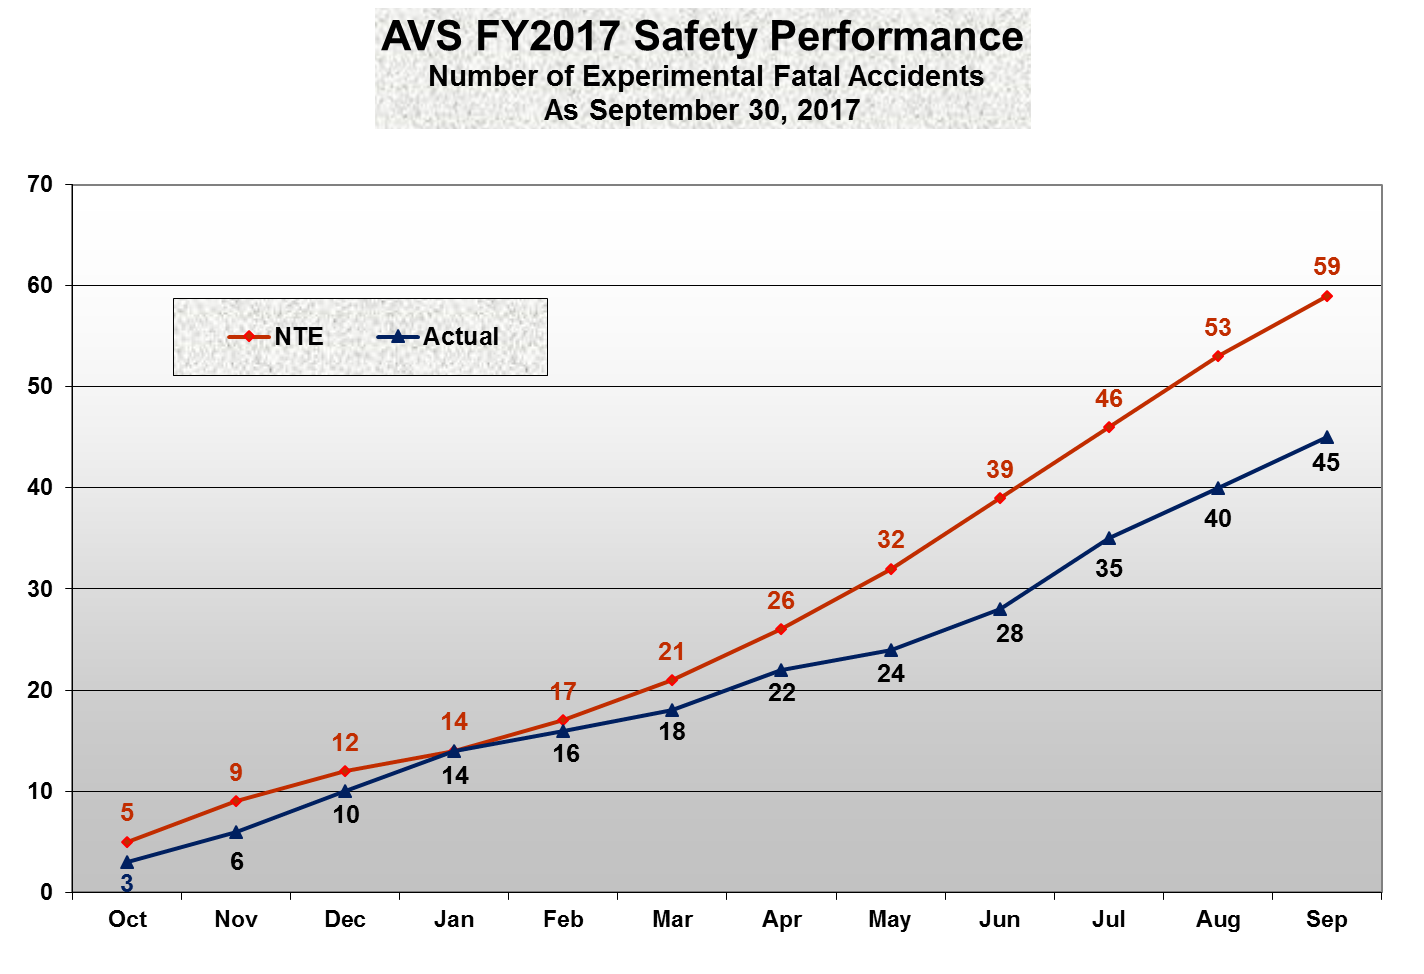 AVS FY2017 Safety Performance
Number of Experimental Fatal Accidents
As September 30, 2017
70
60
50
40
30
20
10
0
NTE Actual
5 9 12 14 17 21 26 32 39 46 53 59
3 6 10 14 16 18 22 24 28 35 40 45
Oct Nov Dec Jan Feb Mar Apr May Jun Jul Aug Sep